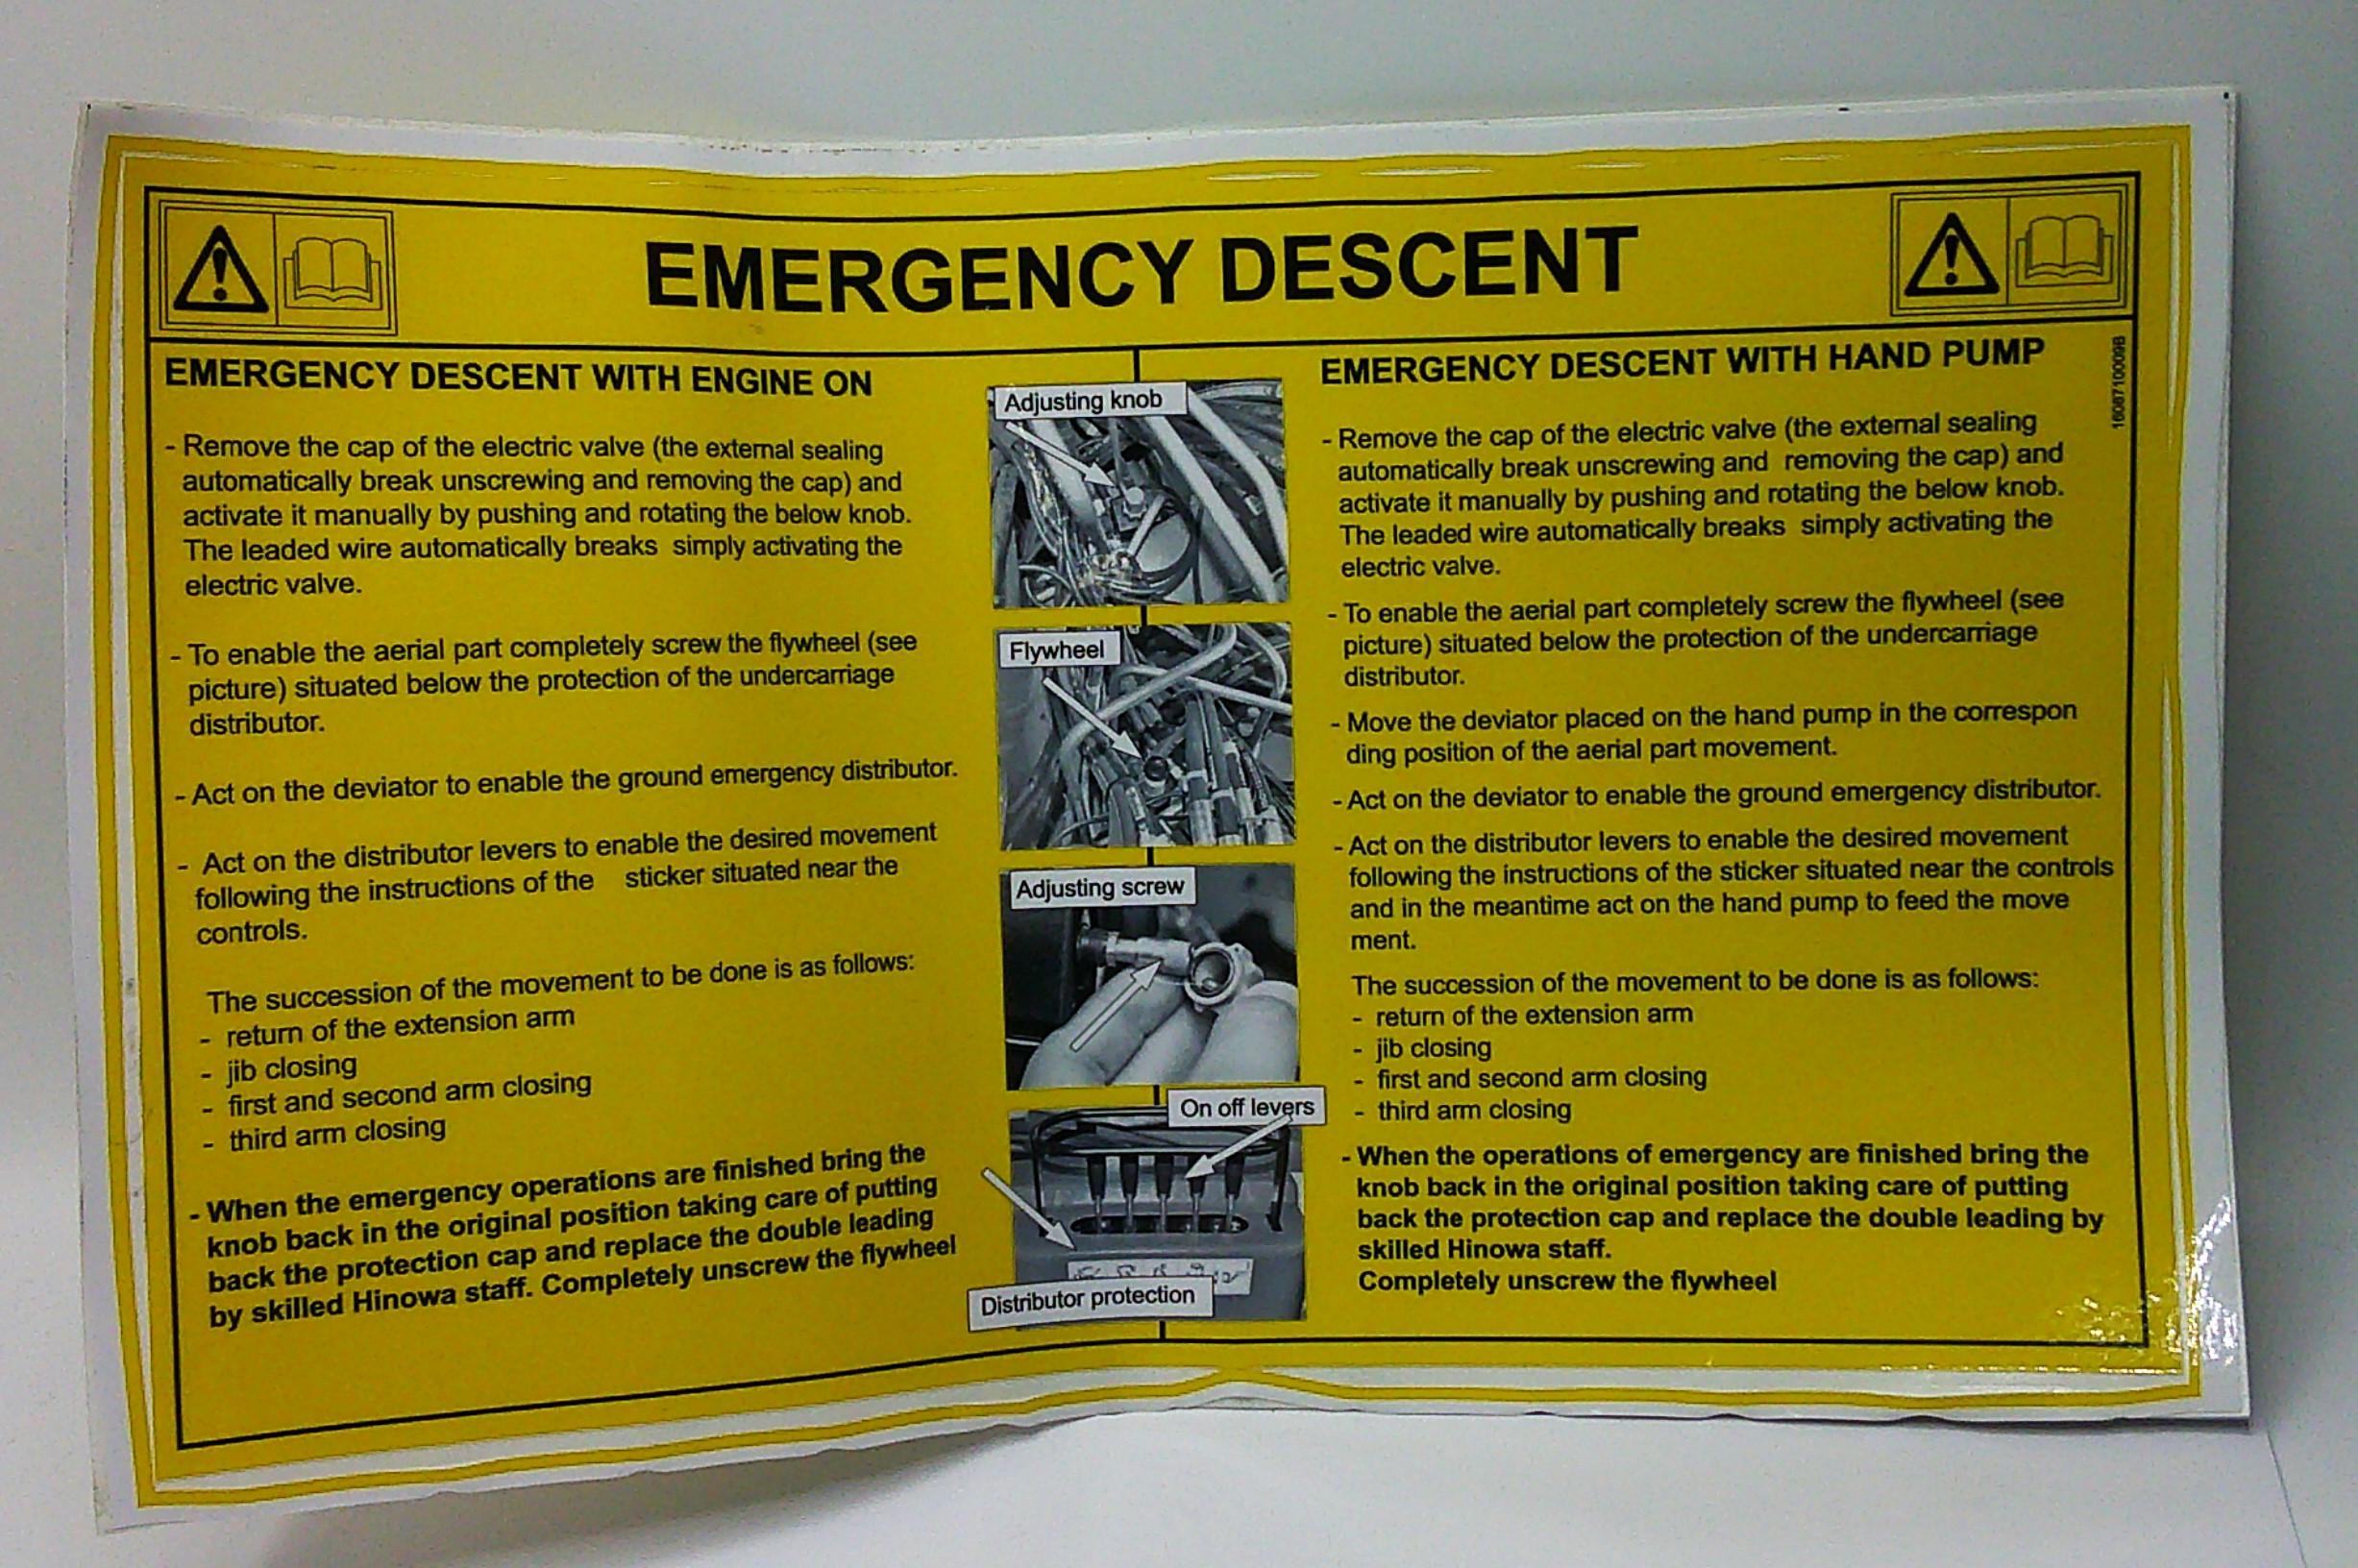 EMERGENCY DESCENT
EMERGENCY DESCENT WITH ENGINE ON
- Remove the cap of the electric valve (the external sealing
automatically break unscrewing and removing the cap) and
activate it manually by pushing and rotating the below knob.
The leaded wire automatically breaks simply activating the
electric valve.
- To enable the aerial part completely screw the flywheel (see
picture) situated below the protection of the undercarriage
distributor.
- Act on the deviator to enable the ground emergency distributor.
- Act on the distributor levers to enable the desired movement
following the instructions of the sticker situated near the
controls.
The succession of the movement to be done is as follows:
- return of the extension arm
- jib closing
- first and second arm closing
- third arm closing
- When the emergency operations are finished bring the
knob back in the original position taking care of putting
back the protection cap and replace the double leading
by skilled Hinowa staff. Completely unscrew the flywheel
Adjusting knob
Flywheel
Adjusting screw
On off levers
Distributor protection
EMERGENCY DESCENT WITH HAND PUMP
- Remove the cap of the electric valve (the external sealing
automatically break unscrewing and removing the cap) and
activate it manually by pushing and rotating the below knob.
The leaded wire automatically breaks simply activating the
electric valve.
- To enable the aerial part completely screw the flywheel (see
picture) situated below the protection of the undercarriage
distributor.
- Move the deviator placed on the hand pump in the correspon
ding position of the aerial part movement.
- Act on the deviator to enable the ground emergency distributor.
- Act on the distributor levers to enable the desired movement
following the instructions of the sticker situated near the controls
and in the meantime act on the hand pump to feed the move
ment.
The succession of the movement to be done is as follows:
- return of the extension arm
- jib closing
- first and second arm closing
- third arm closing
- When the operations of emergency are finished bring the
knob back in the original position taking care of putting
back the protection cap and replace the double leading by
skilled Hinowa staff.
Completely unscrew the flywheel